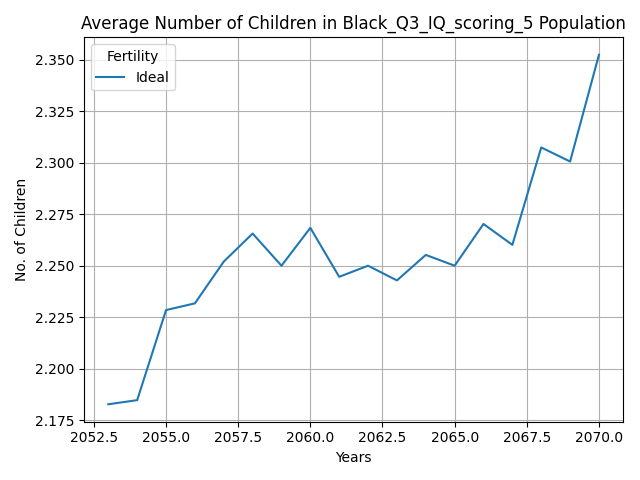 Average Number of Children in Black_Q3_IQ_scoring_5 Population
Fertility
Ideal
No. of Children
2.350
2.325
2.300
2.275
2.250
2.225
2.200
2.175
2052.5 2055.0 2057.5 2060.0 2062.5 2065.0 2067.5 2070.0
Years